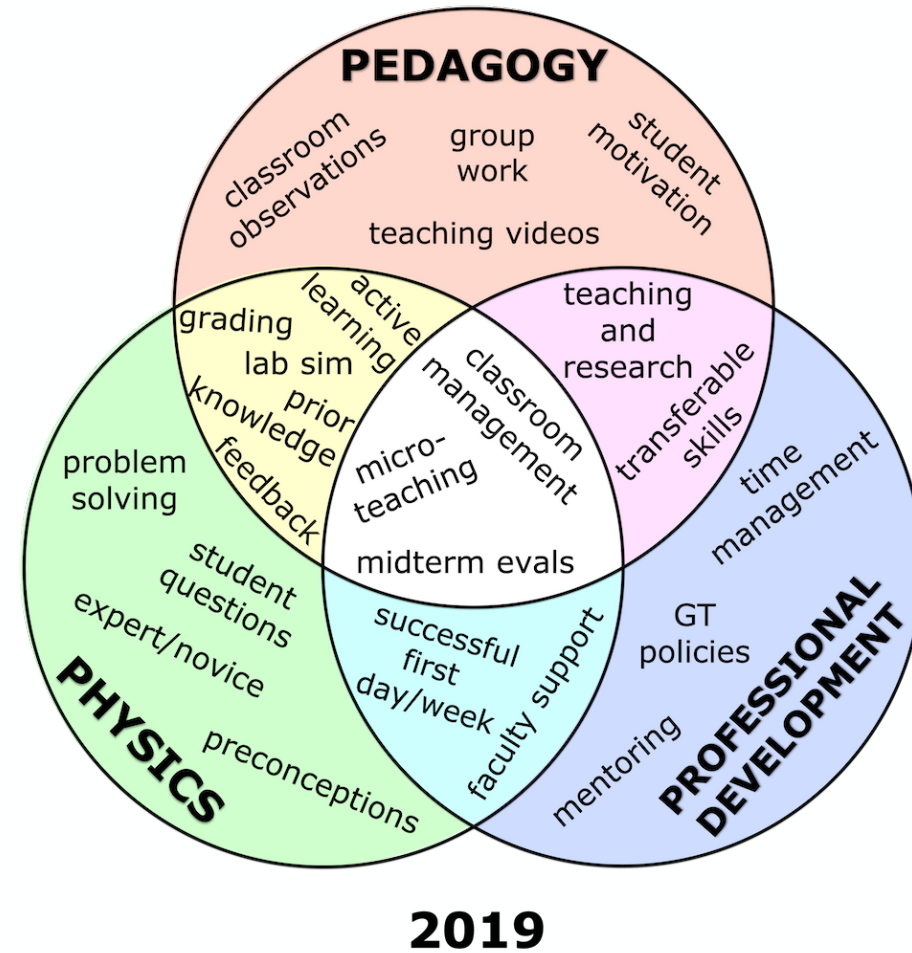 PEDAGOGY
classroom
observations
group
work
student
motivation
teaching videos
active
learning
grading
lab sim
prior
knowledge
feedback
teaching
and
research
transferable
skills
classroom
management
micro-
teaching
midterm evals
problem
solving
student
questions
expert/novice
preconceptions
PHYSICS
successful
first
day/week
faculty support
time
management
GT
policies
mentoring
PROFESSIONAL
DEVELOPMENT
2019